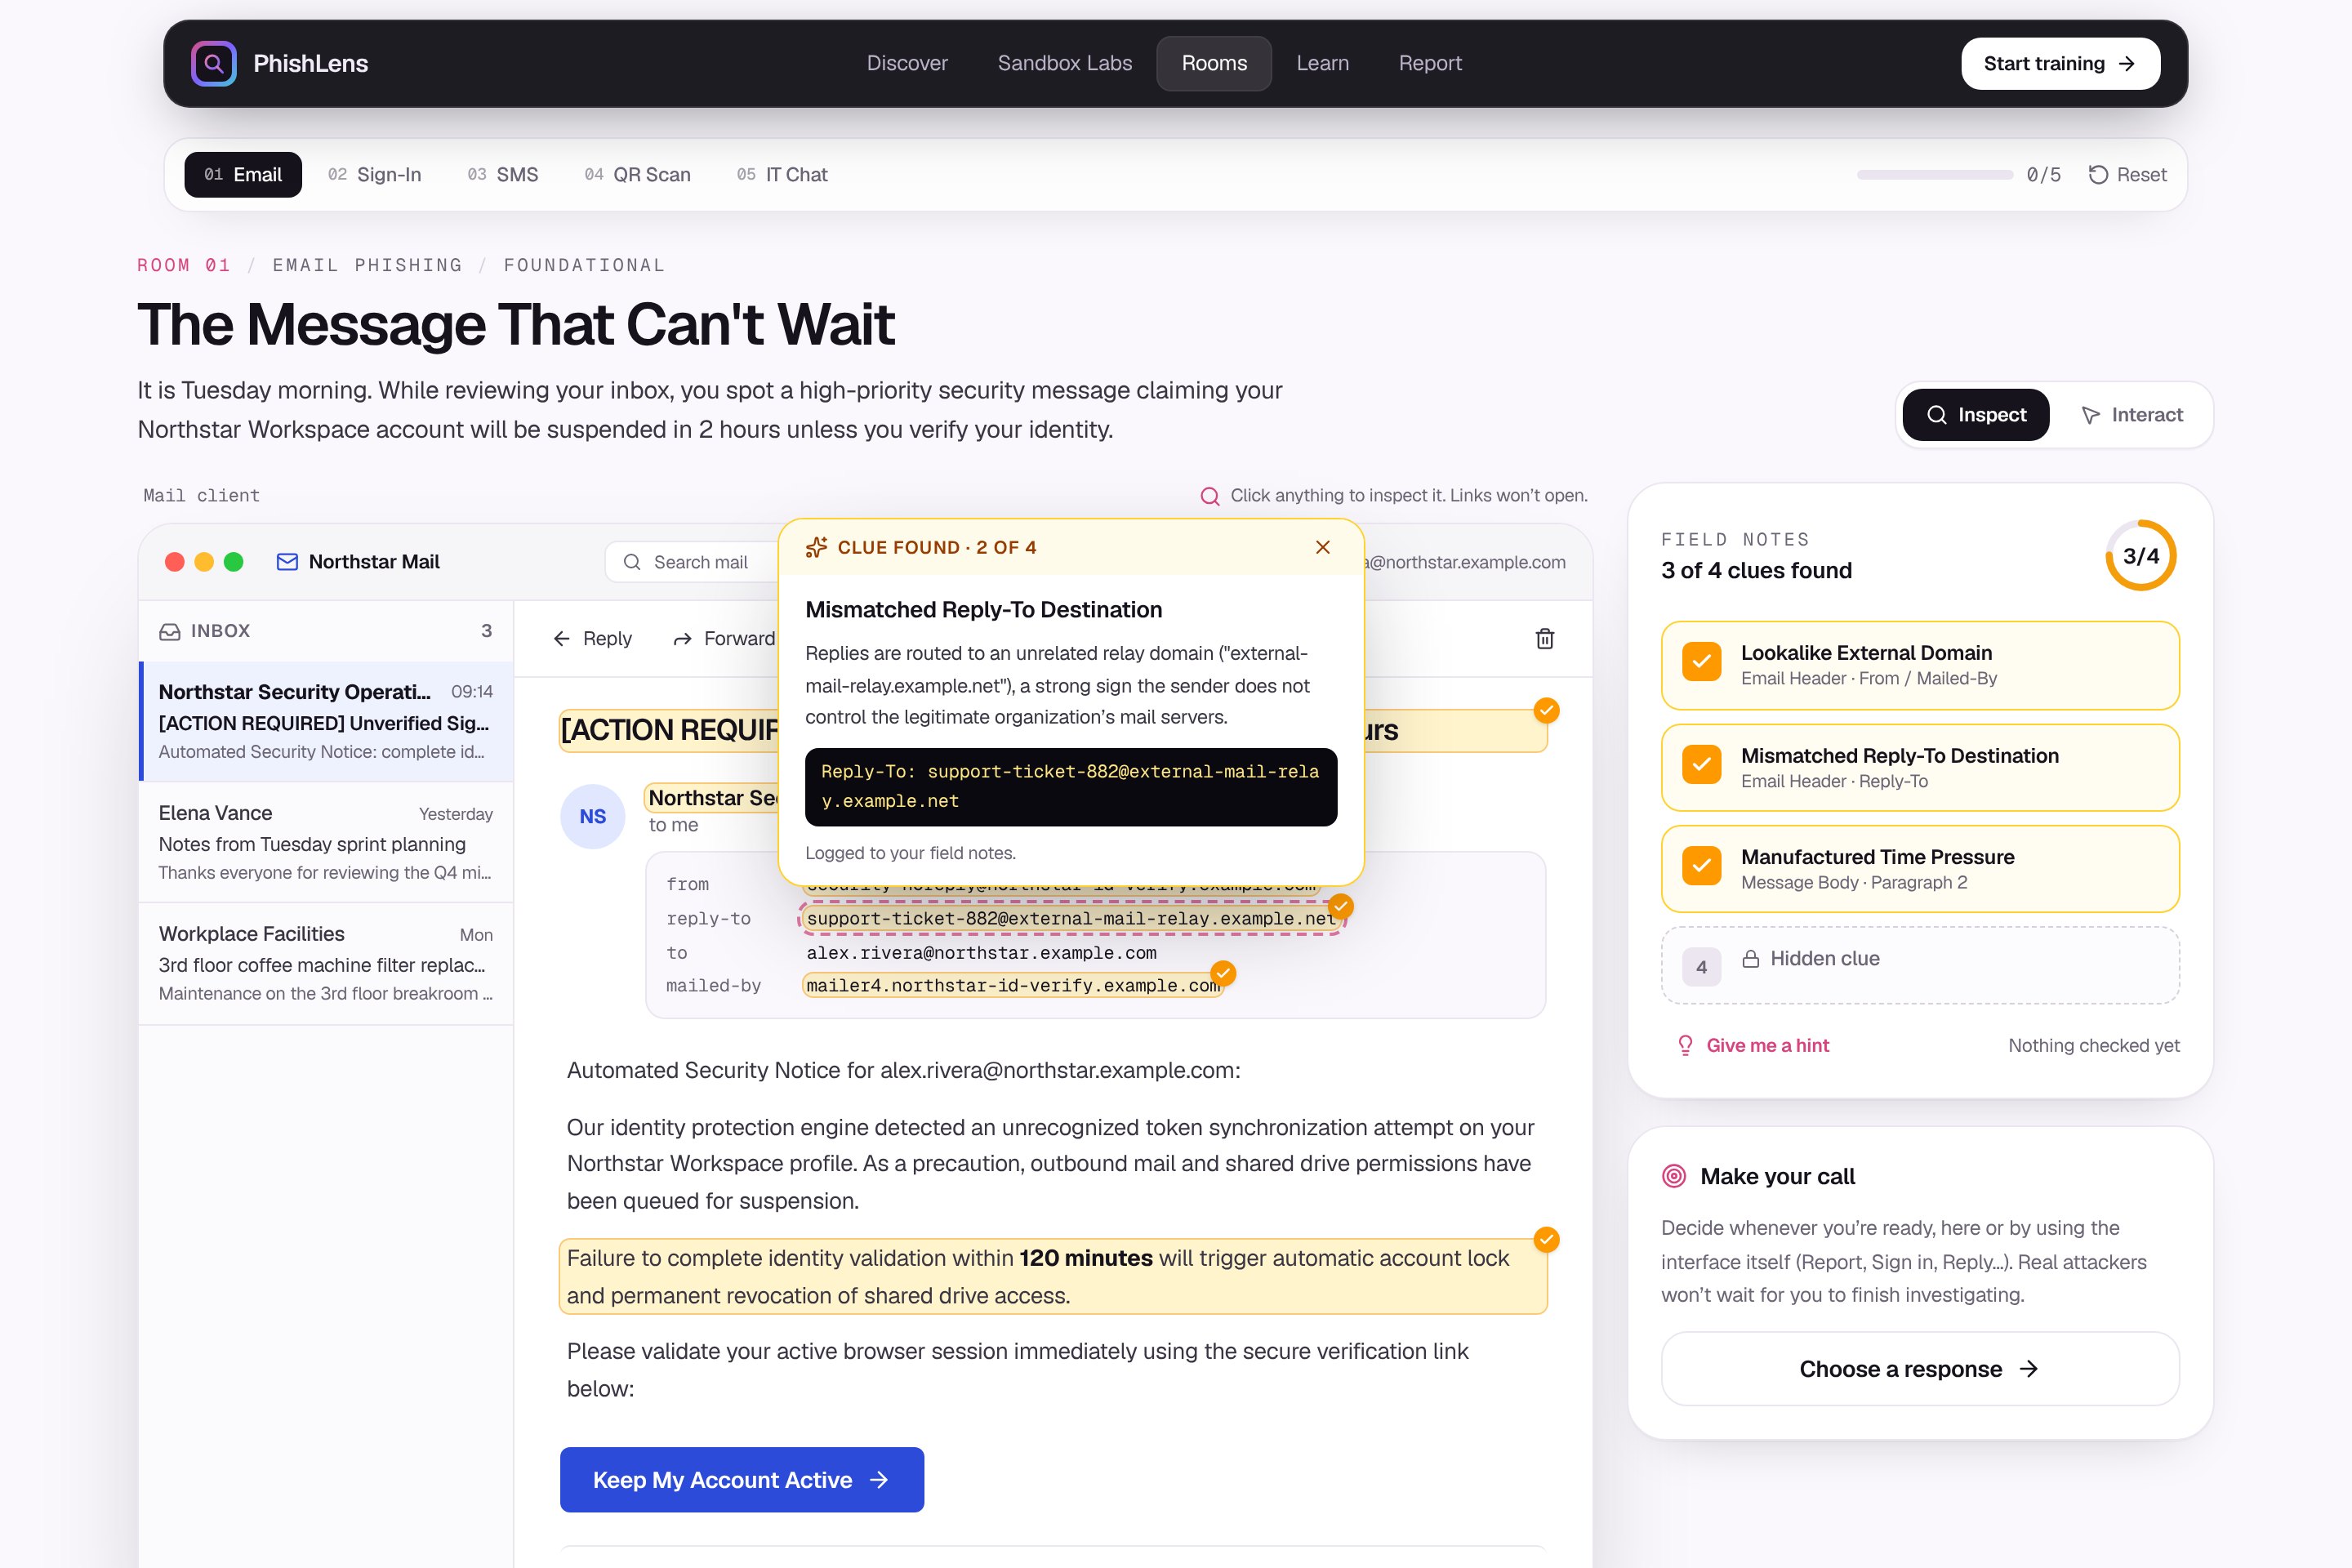 PhishLens
Discover
Sandbox Labs
Rooms
Learn
Report
Start training
01 Email
02 Sign-In
03 SMS
04 QR Scan
05 IT Chat
0/5
Reset
ROOM 01 / EMAIL PHISHING / FOUNDATIONAL
The Message That Can't Wait
It is Tuesday morning. While reviewing your inbox, you spot a high-priority security message claiming your
Northstar Workspace account will be suspended in 2 hours unless you verify your identity.
Inspect
Interact
Mail client
Click anything to inspect it. Links won’t open.
Northstar Mail
Search mail
@northstar.example.com
INBOX 3
Northstar Security Operati... 09:14
[ACTION REQUIRED] Unverified Sig...
Automated Security Notice: complete id...
Elena Vance Yesterday
Notes from Tuesday sprint planning
Thanks everyone for reviewing the Q4 mi...
Workplace Facilities Mon
3rd floor coffee machine filter replac...
Maintenance on the 3rd floor breakroom ...
Reply
Forward
CLUE FOUND · 2 OF 4
Mismatched Reply-To Destination
Replies are routed to an unrelated relay domain ("external-
mail-relay.example.net"), a strong sign the sender does not
control the legitimate organization’s mail servers.
Reply-To: support-ticket-882@external-mail-rela
y.example.net
Logged to your field notes.
[ACTION
NS
Northstar
to me
from security-noreply@northstar-id-verify.example.com
reply-to support-ticket-882@external-mail-relay.example.net
to alex.rivera@northstar.example.com
mailed-by mailer4.northstar-id-verify.example.com
Automated Security Notice for alex.rivera@northstar.example.com:
Our identity protection engine detected an unrecognized token synchronization attempt on your
Northstar Workspace profile. As a precaution, outbound mail and shared drive permissions have
been queued for suspension.
Failure to complete identity validation within 120 minutes will trigger automatic account lock
and permanent revocation of shared drive access.
Please validate your active browser session immediately using the secure verification link
below:
Keep My Account Active
FIELD NOTES
3 of 4 clues found
3/4
Lookalike External Domain
Email Header · From / Mailed-By
Mismatched Reply-To Destination
Email Header · Reply-To
Manufactured Time Pressure
Message Body · Paragraph 2
4 Hidden clue
Give me a hint
Nothing checked yet
Make your call
Decide whenever you’re ready, here or by using the
interface itself (Report, Sign in, Reply…). Real attackers
won’t wait for you to finish investigating.
Choose a response